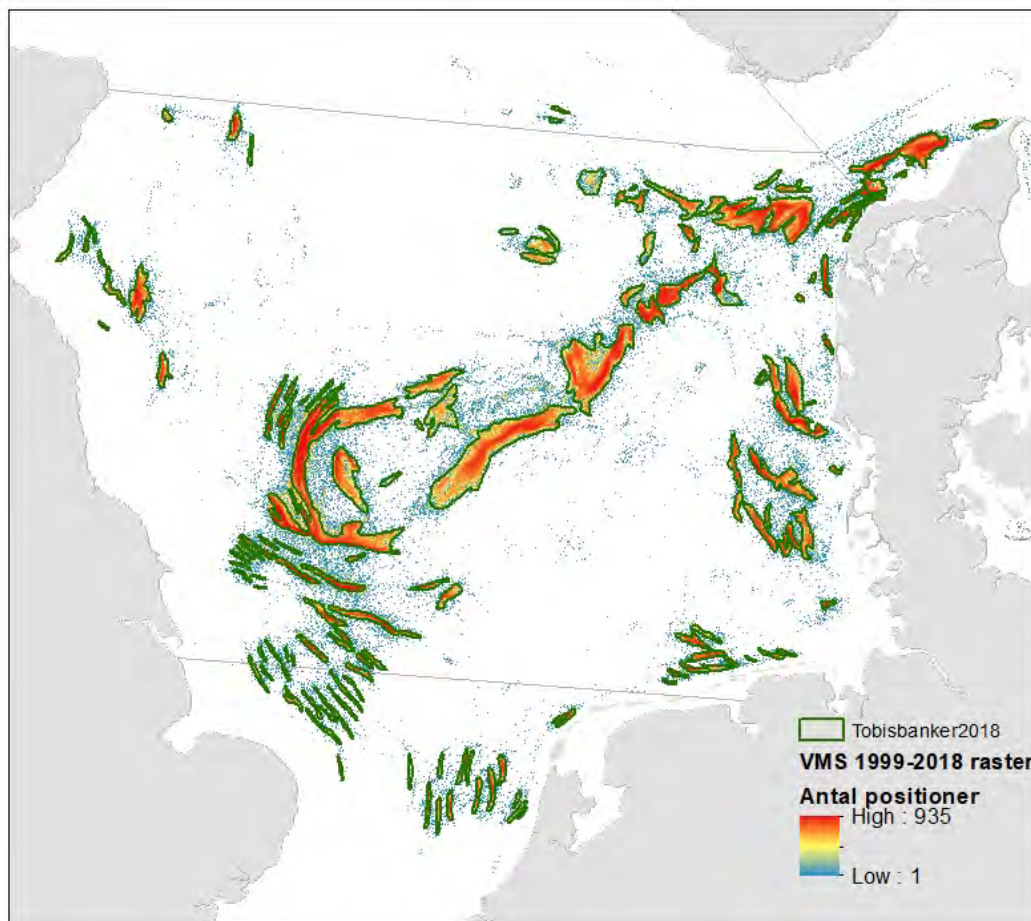 Tobisbanker2018
VMS 1999-2018 raster
Antal positioner
High : 935
Low : 1